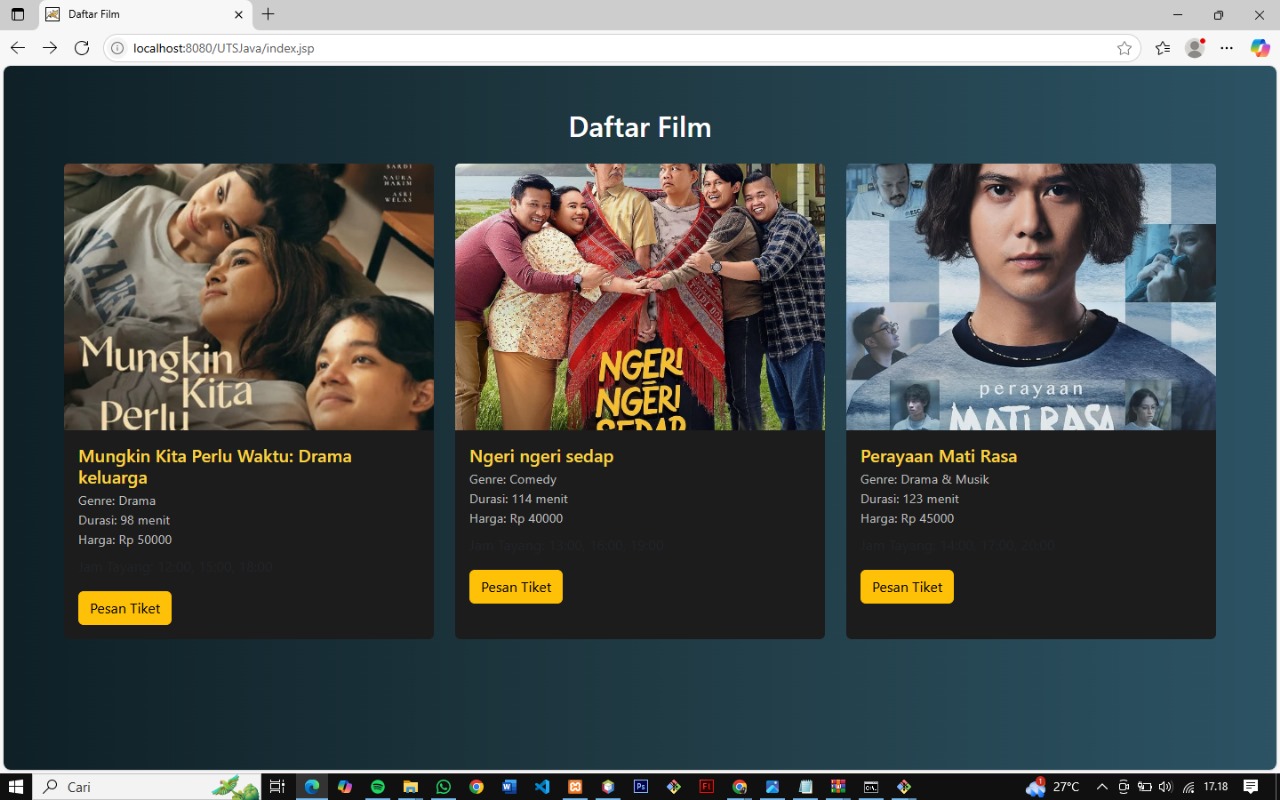 Daftar Film
localhost:8080/UTSJava/index.jsp
Daftar Film
NAURA
HAKIM
ASRI
WELAS
Mungkin
Kita
Perlu
NGERI
NGERI
SEDAP
perayaan
MATI RASA
Mungkin Kita Perlu Waktu: Drama
keluarga
Genre: Drama
Durasi: 98 menit
Harga: Rp 50000
Jam Tayang: 12:00, 15:00, 18:00
Pesan Tiket
Ngeri ngeri sedap
Genre: Comedy
Durasi: 114 menit
Harga: Rp 40000
Jam Tayang: 13:00, 16:00, 19:00
Pesan Tiket
Perayaan Mati Rasa
Genre: Drama & Musik
Durasi: 123 menit
Harga: Rp 45000
Jam Tayang: 14:00, 17:00, 20:00
Pesan Tiket
Cari
1
27°C
17.18